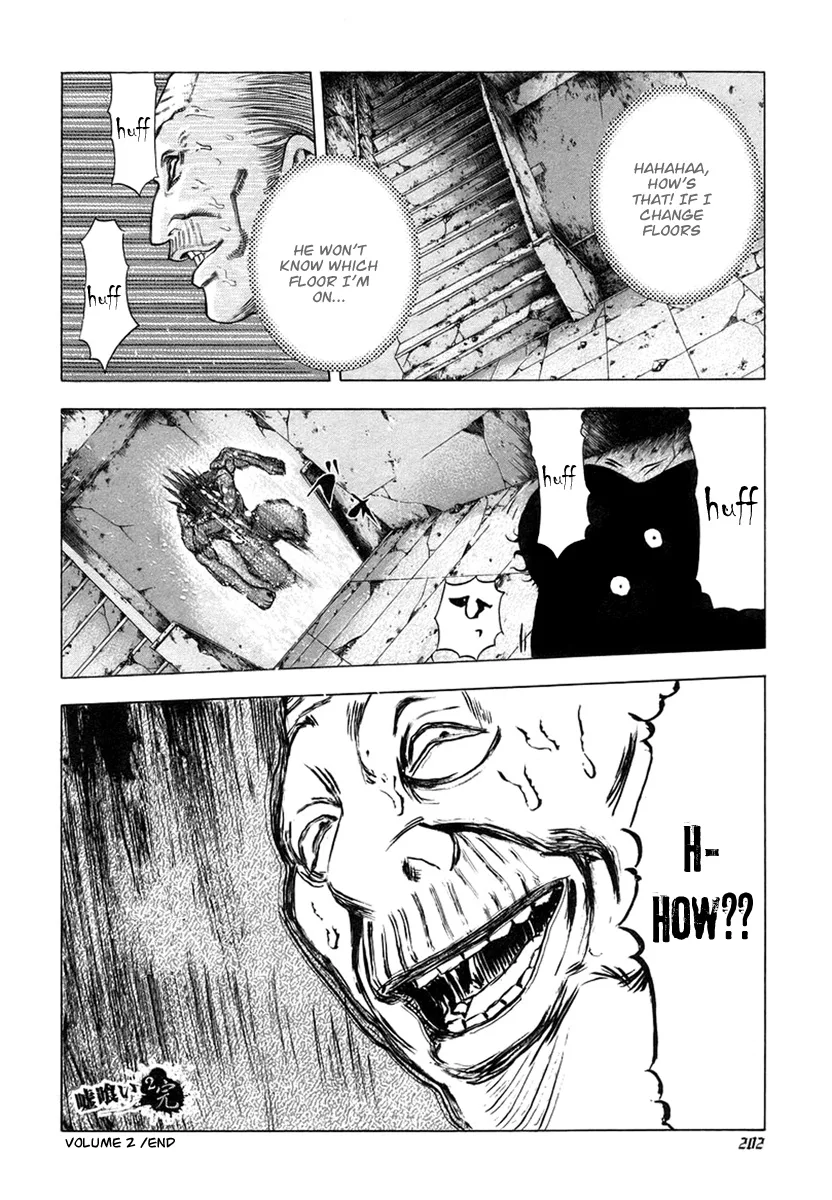 HAHAHAA,
HOW'S
THAT! IF I
CHANGE
FLOORS
HE WON'T
KNOW WHICH
FLOOR I'M
ON...
huff
huff
huff
huff
H-
HOW??
嘘喰い 2 完
VOLUME 2 /END
202